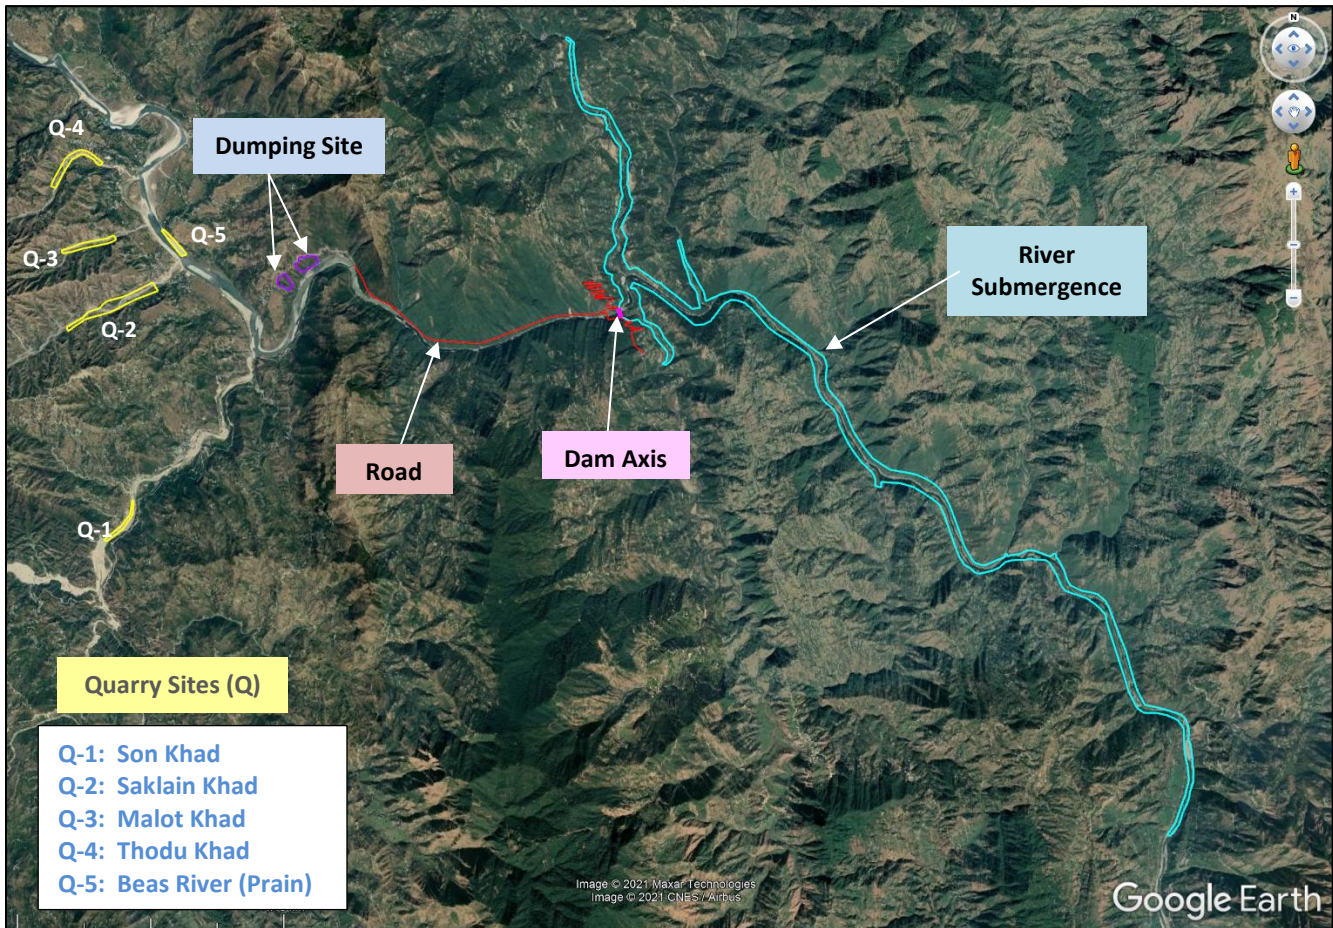 N
Q-4
Dumping Site
Q-5
Q-3
Q-2
River
Submergence
Road
Dam Axis
Q-1
Quarry Sites (Q)
Q-1: Son Khad
Q-2: Saklain Khad
Q-3: Malot Khad
Q-4: Thodu Khad
Q-5: Beas River (Prain)
Image © 2021 Maxar Technologies
Image © 2021 CNES / Airbus
Google Earth